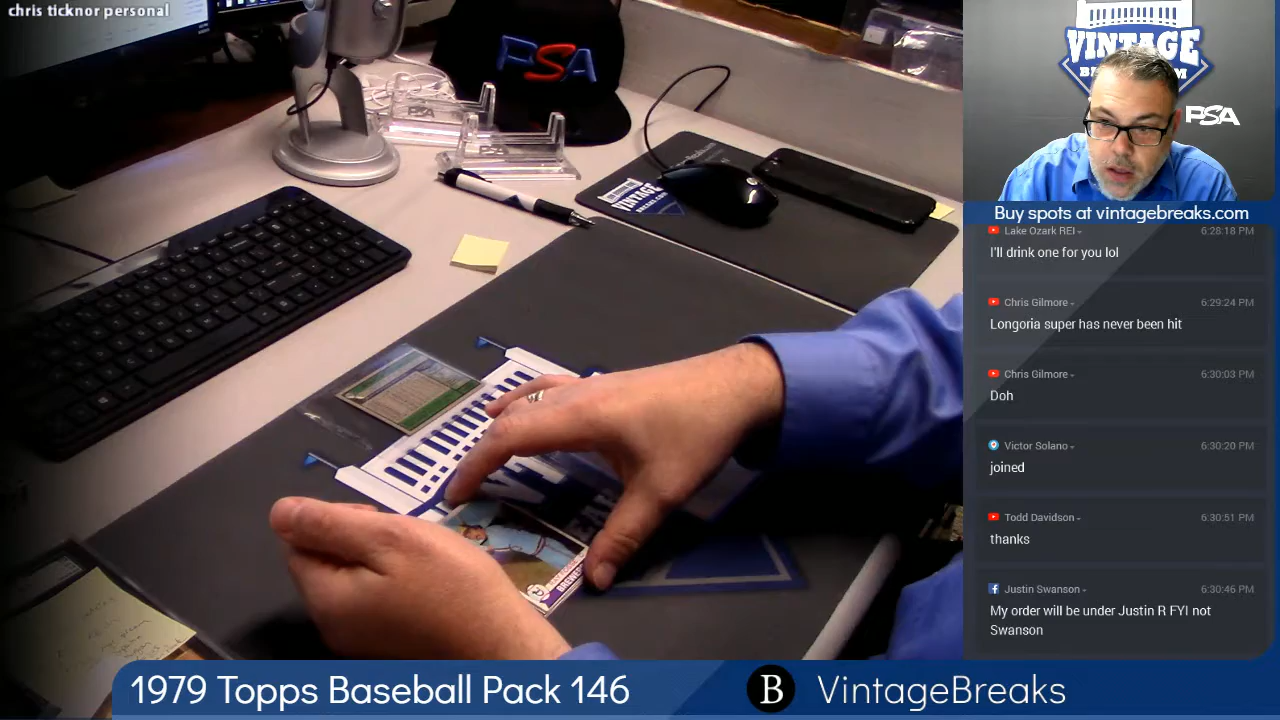 chris ticknor personal
PSA
VINTAGE
PSA
Buy spots at vintagebreaks.com
Lake Ozark REI
6:28:18 PM
I'll drink one for you lol
Chris Gilmore
6:29:24 PM
Longoria super has never been hit
Chris Gilmore
6:30:03 PM
Doh
Victor Solano
6:30:20 PM
joined
Todd Davidson
6:30:51 PM
thanks
Justin Swanson
6:30:46 PM
My order will be under Justin R FYI not
Swanson
VINTAGE
BREWERS
1979 Topps Baseball Pack 146
B
VintageBreaks